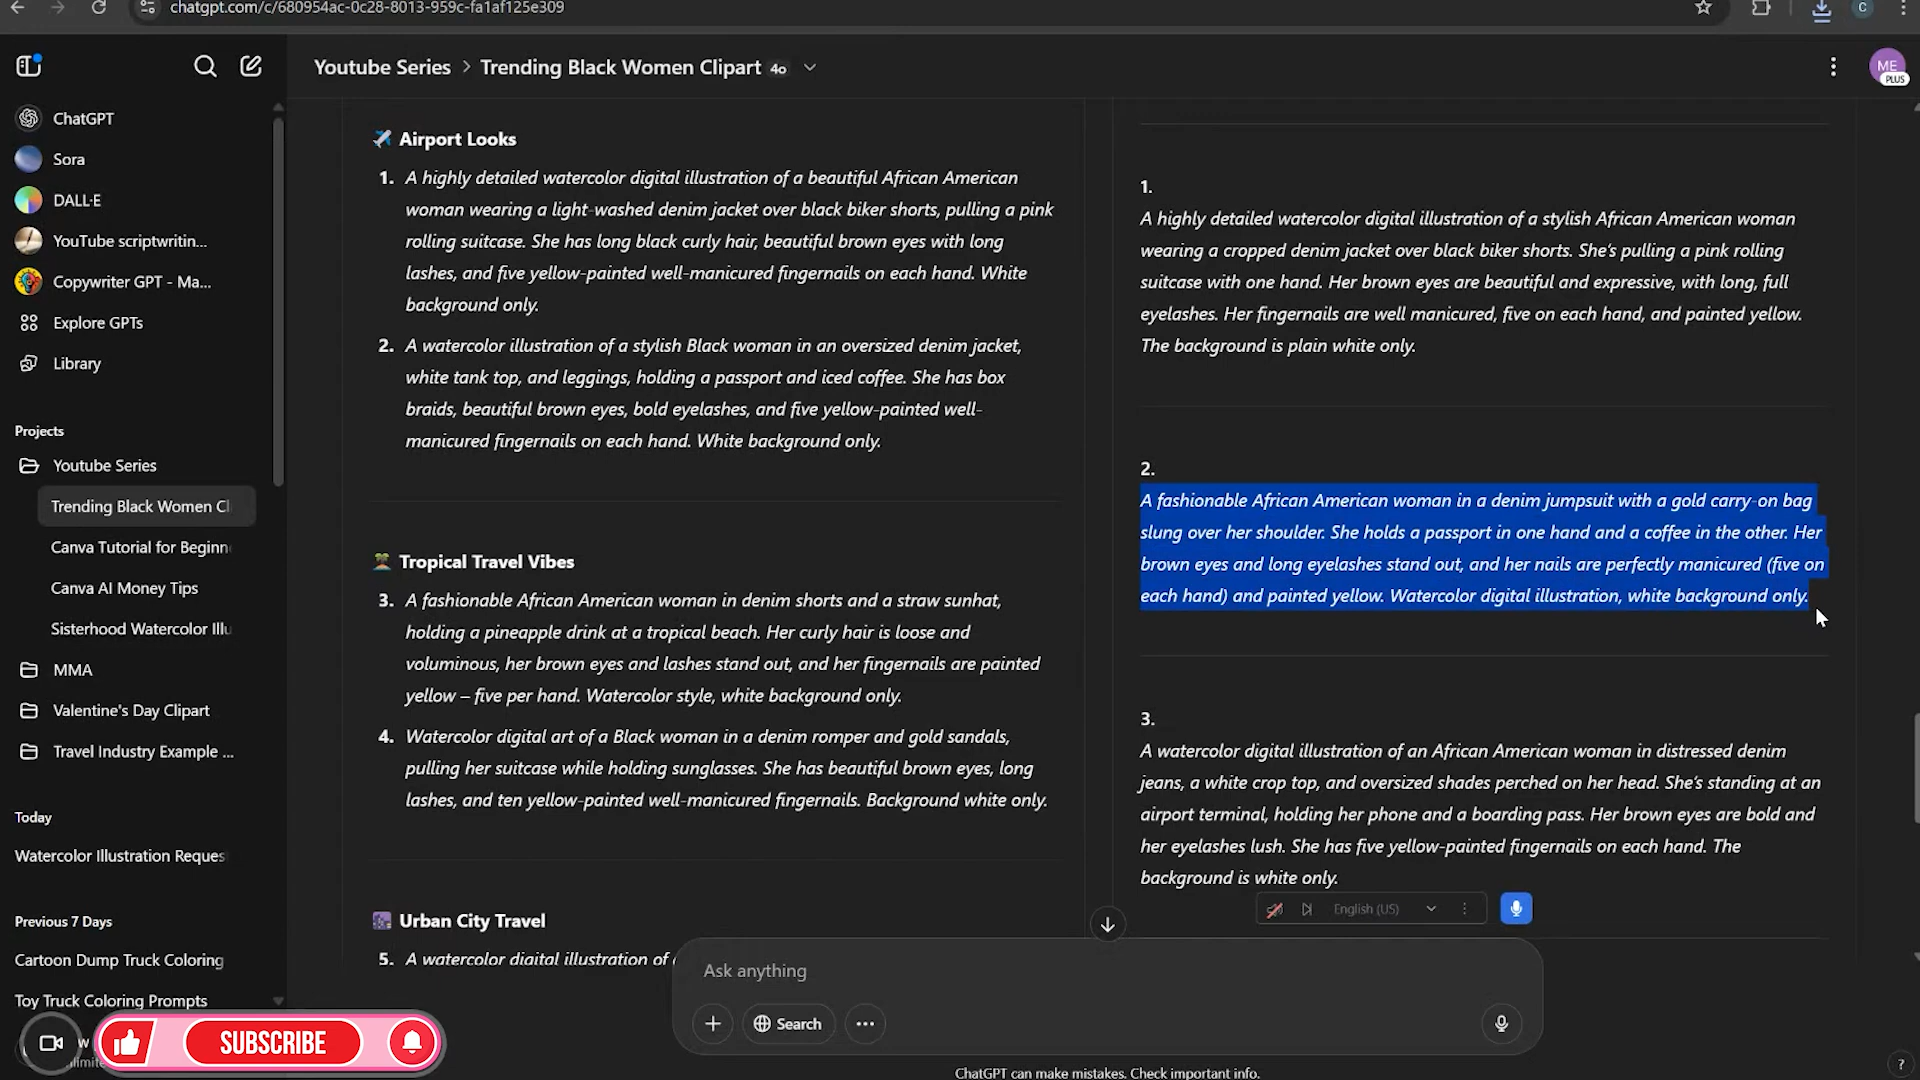 chatgpt.com/c/680954ac-0c28-8013-959c-fa1af125e309
C
Youtube Series > Trending Black Women Clipart 4o
ME
PLUS
ChatGPT
Sora
DALL·E
YouTube scriptwritin...
Copywriter GPT - Ma...
Explore GPTs
Library
Projects
Youtube Series
Trending Black Women Cl
Canva Tutorial for Beginn
Canva AI Money Tips
Sisterhood Watercolor Illu
MMA
Valentine's Day Clipart
Travel Industry Example ...
Today
Watercolor Illustration Reques
Previous 7 Days
Cartoon Dump Truck Coloring
Toy Truck Coloring Prompts
SUBSCRIBE
Airport Looks
1. A highly detailed watercolor digital illustration of a beautiful African American
woman wearing a light-washed denim jacket over black biker shorts, pulling a pink
rolling suitcase. She has long black curly hair, beautiful brown eyes with long
lashes, and five yellow-painted well-manicured fingernails on each hand. White
background only.
2. A watercolor illustration of a stylish Black woman in an oversized denim jacket,
white tank top, and leggings, holding a passport and iced coffee. She has box
braids, beautiful brown eyes, bold eyelashes, and five yellow-painted well-
manicured fingernails on each hand. White background only.
Tropical Travel Vibes
3. A fashionable African American woman in denim shorts and a straw sunhat,
holding a pineapple drink at a tropical beach. Her curly hair is loose and
voluminous, her brown eyes and lashes stand out, and her fingernails are painted
yellow – five per hand. Watercolor style, white background only.
4. Watercolor digital art of a Black woman in a denim romper and gold sandals,
pulling her suitcase while holding sunglasses. She has beautiful brown eyes, long
lashes, and ten yellow-painted well-manicured fingernails. Background white only.
Urban City Travel
5. A watercolor digital illustration of
1.
A highly detailed watercolor digital illustration of a stylish African American woman
wearing a cropped denim jacket over black biker shorts. She's pulling a pink rolling
suitcase with one hand. Her brown eyes are beautiful and expressive, with long, full
eyelashes. Her fingernails are well manicured, five on each hand, and painted yellow.
The background is plain white only.
2.
A fashionable African American woman in a denim jumpsuit with a gold carry-on bag
slung over her shoulder. She holds a passport in one hand and a coffee in the other. Her
brown eyes and long eyelashes stand out, and her nails are perfectly manicured (five on
each hand) and painted yellow. Watercolor digital illustration, white background only.
3.
A watercolor digital illustration of an African American woman in distressed denim
jeans, a white crop top, and oversized shades perched on her head. She's standing at an
airport terminal, holding her phone and a boarding pass. Her brown eyes are bold and
her eyelashes lush. She has five yellow-painted fingernails on each hand. The
background is white only.
English (US)
Ask anything
Search
ChatGPT can make mistakes. Check important info.
?